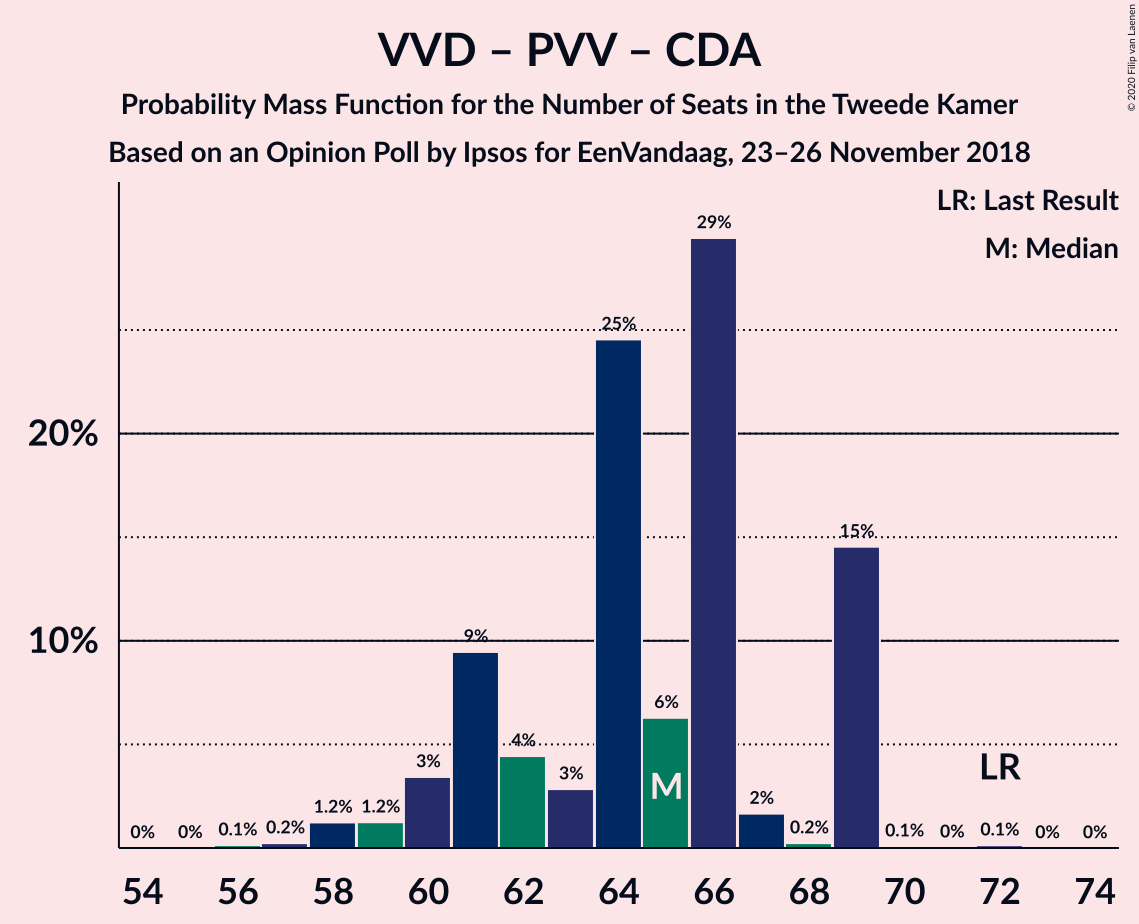 VVD – PVV – CDA
Probability Mass Function for the Number of Seats in the Tweede Kamer
Based on an Opinion Poll by Ipsos for EenVandaag, 23–26 November 2018
© 2020 Filip van Laenen
LR: Last Result
M: Median
20%
10%
0% 0% 0.1% 0.2% 1.2% 1.2% 3% 9% 4% 3% 25% 6% 29% 2% 0.2% 15% 0.1% 0% 0.1% 0% 0%
M
LR
54 56 58 60 62 64 66 68 70 72 74